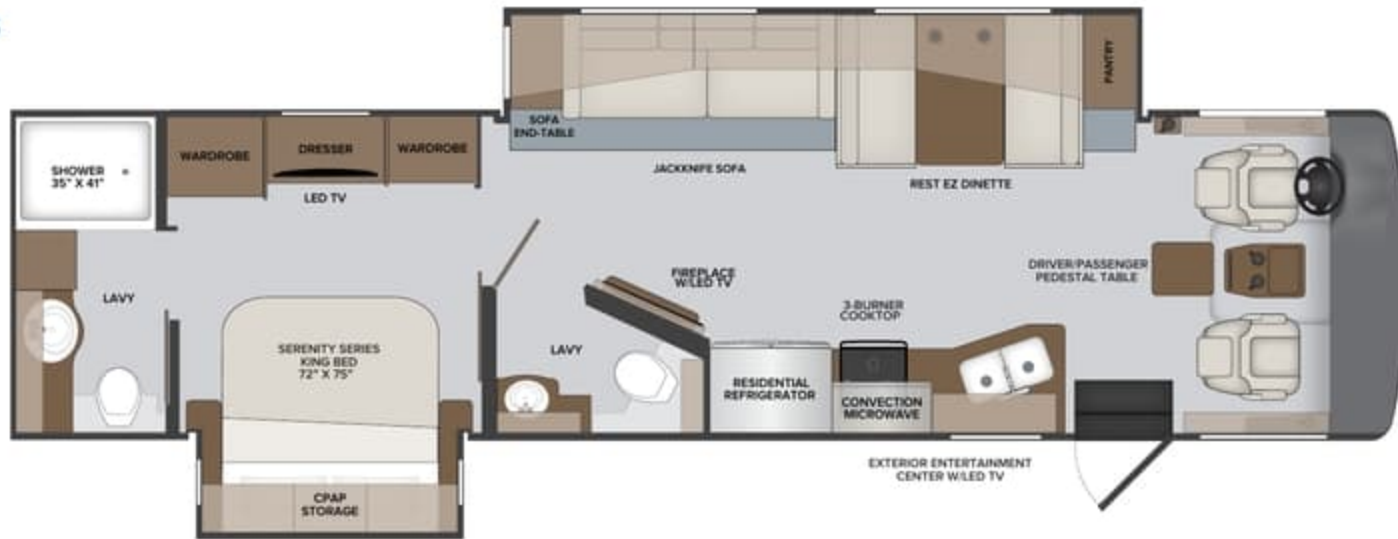 PANTRY
SOFA
END-TABLE
JACKKNIFE SOFA
REST EZ DINETTE
SHOWER
35" X 41"
WARDROBE
DRESSER
WARDROBE
LED TV
LAVY
SERENITY SERIES
KING BED
72" X 75"
CPAP
STORAGE
LAVY
FIREPLACE
W/LED TV
RESIDENTIAL
REFRIGERATOR
3-BURNER
COOKTOP
CONVECTION
MICROWAVE
DRIVER/PASSENGER
PEDESTAL TABLE
EXTERIOR ENTERTAINMENT
CENTER W/LED TV